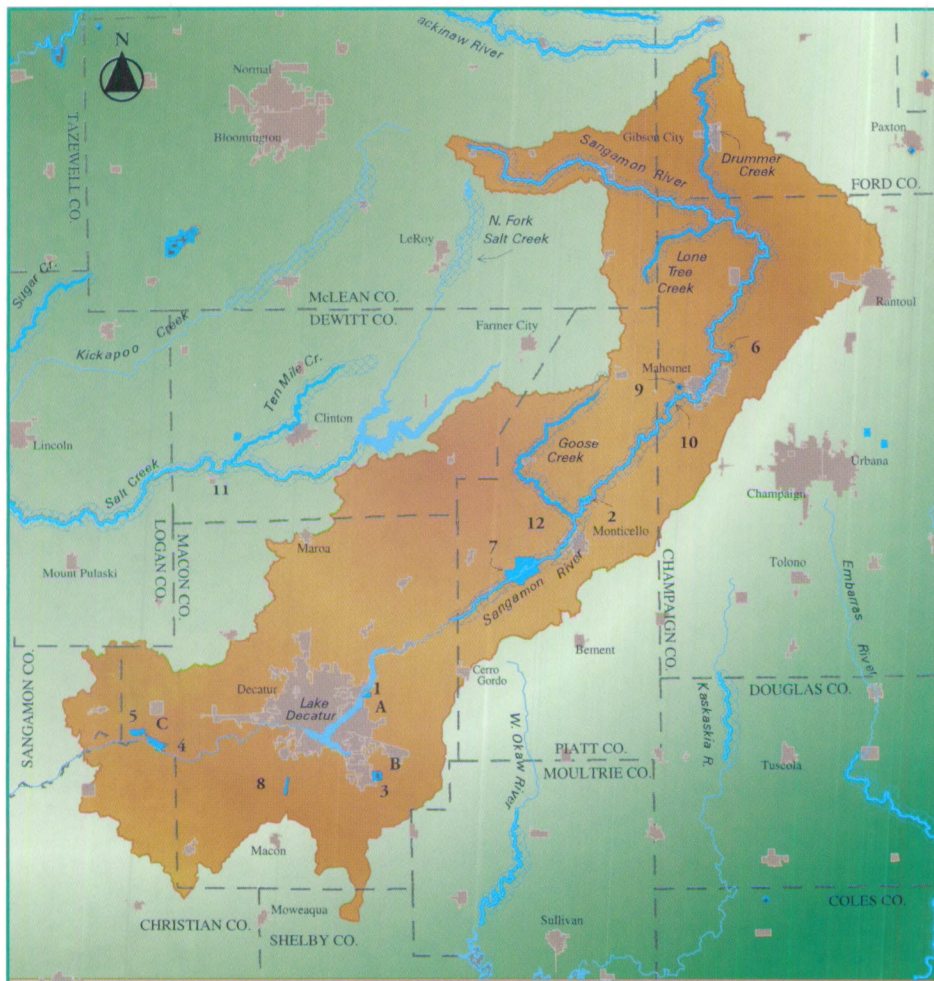 ackinaw River
N
Normal
Bloomington
TAZEWELL CO.
Gibson City
Paxton
Drummer
Creek
Sangamon River
FORD CO.
N. Fork
Salt Creek
LeRoy
Lone
Tree
Creek
Rantoul
Sugar Cr.
McLEAN CO.
DEWITT CO.
Kickapoo Creek
Farmer City
6
Mahomet
9
Ten Mile Cr.
Clinton
10
Lincoln
Goose
Creek
Urbana
Salt Creek
11
Champaign
2
12
Monticello
MACON CO.
LOGAN CO.
Maroa
7
Mount Pulaski
Sangamon River
CHAMPAIGN CO.
Tolono
Embarras River
Bement
SANGAMON CO.
Cerro
Gordo
Decatur
Lake
Decatur
1
A
DOUGLAS CO.
Kaskaskia R.
5
C
4
W. Okaw River
PIATT CO.
MOULTRIE CO.
B
3
8
Tuscola
Macon
CHRISTIAN CO.
Moweaqua
SHELBY CO.
Sullivan
COLES CO.